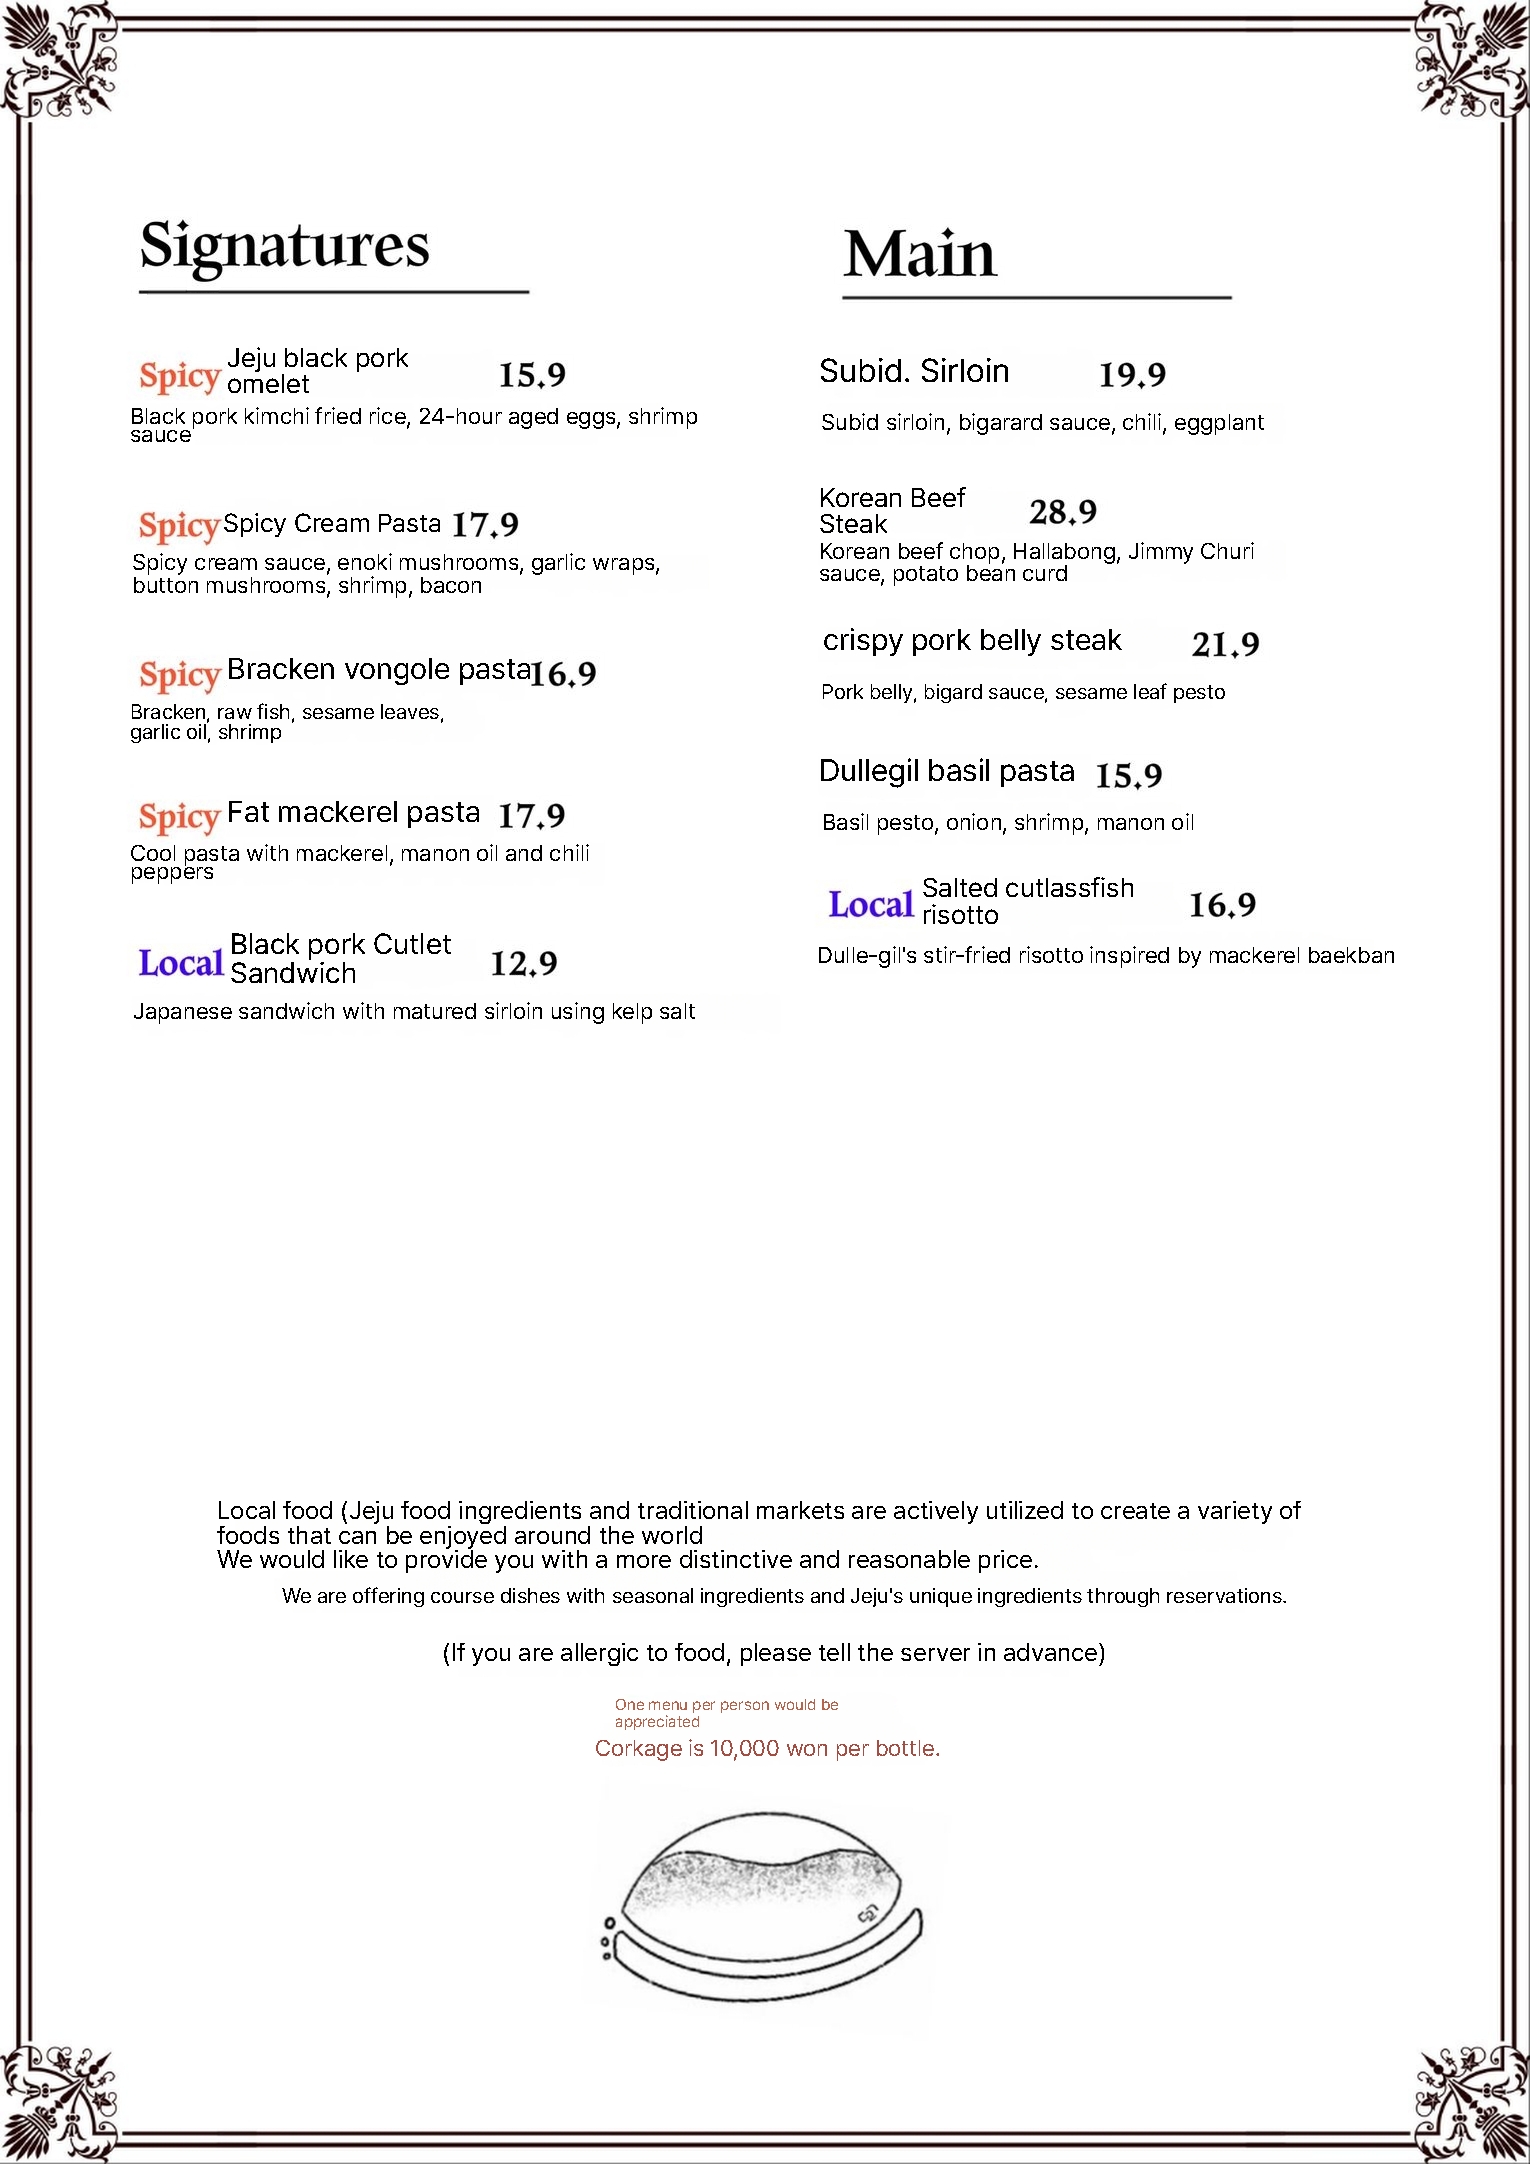 Signatures
Spicy Jeju black pork
omelet 15.9
Black pork kimchi fried rice, 24-hour aged eggs, shrimp
sauce
Spicy Spicy Cream Pasta 17.9
Spicy cream sauce, enoki mushrooms, garlic wraps,
button mushrooms, shrimp, bacon
Spicy Bracken vongole pasta 16.9
Bracken, raw fish, sesame leaves,
garlic oil, shrimp
Spicy Fat mackerel pasta 17.9
Cool pasta with mackerel, manon oil and chili
peppers
Local Black pork Cutlet
Sandwich 12.9
Japanese sandwich with matured sirloin using kelp salt
Main
Subid. Sirloin 19.9
Subid sirloin, bigarard sauce, chili, eggplant
Korean Beef
Steak 28.9
Korean beef chop, Hallabong, Jimmy Churi
sauce, potato bean curd
crispy pork belly steak 21.9
Pork belly, bigard sauce, sesame leaf pesto
Dullegil basil pasta 15.9
Basil pesto, onion, shrimp, manon oil
Local Salted cutlassfish
risotto 16.9
Dulle-gil's stir-fried risotto inspired by mackerel baekban
Local food (Jeju food ingredients and traditional markets are actively utilized to create a variety of
foods that can be enjoyed around the world
We would like to provide you with a more distinctive and reasonable price.
We are offering course dishes with seasonal ingredients and Jeju's unique ingredients through reservations.
(If you are allergic to food, please tell the server in advance)
One menu per person would be
appreciated
Corkage is 10,000 won per bottle.